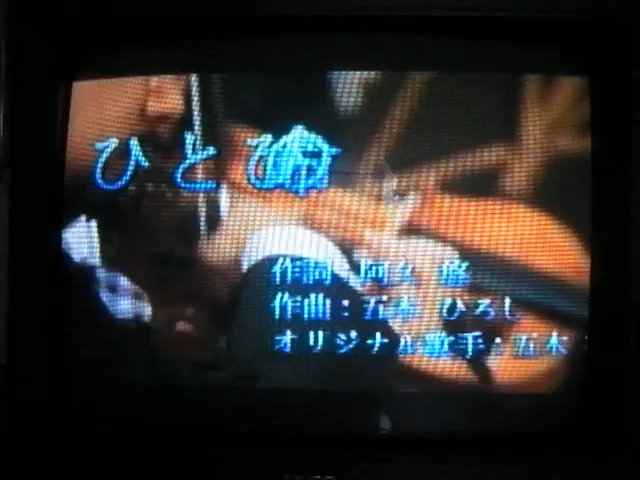 ひと
作詞：阿久 悠
作曲：五木 ひろし
オリジナル歌手：五木